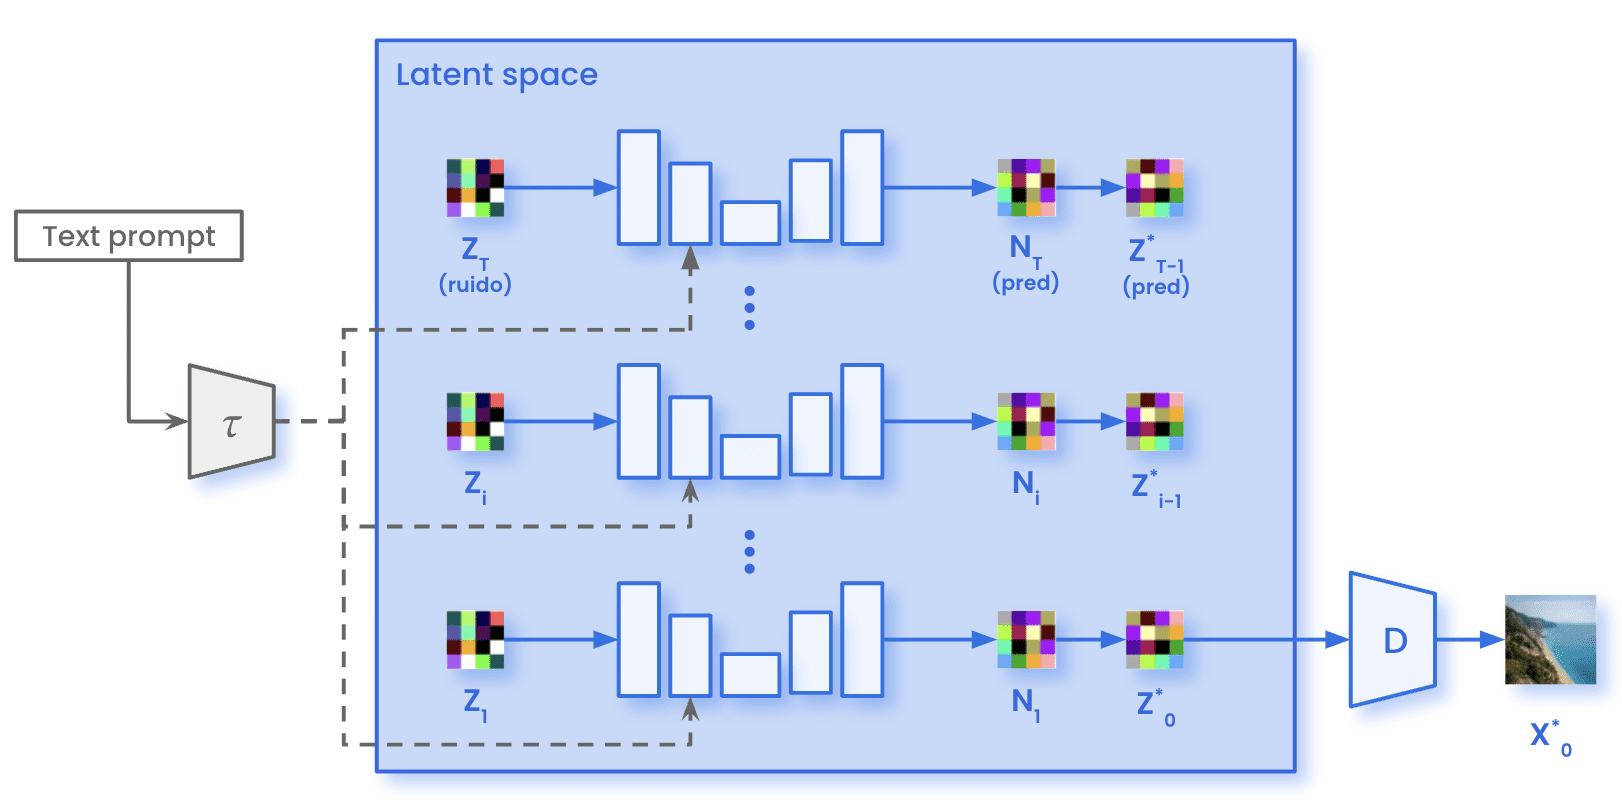 Latent space
Text prompt
τ
Z_T
(ruido)
N_T
(pred)
Z*_T-1
(pred)
Z_i
N_i
Z*_i-1
Z_1
N_1
Z*_0
D
X*_0